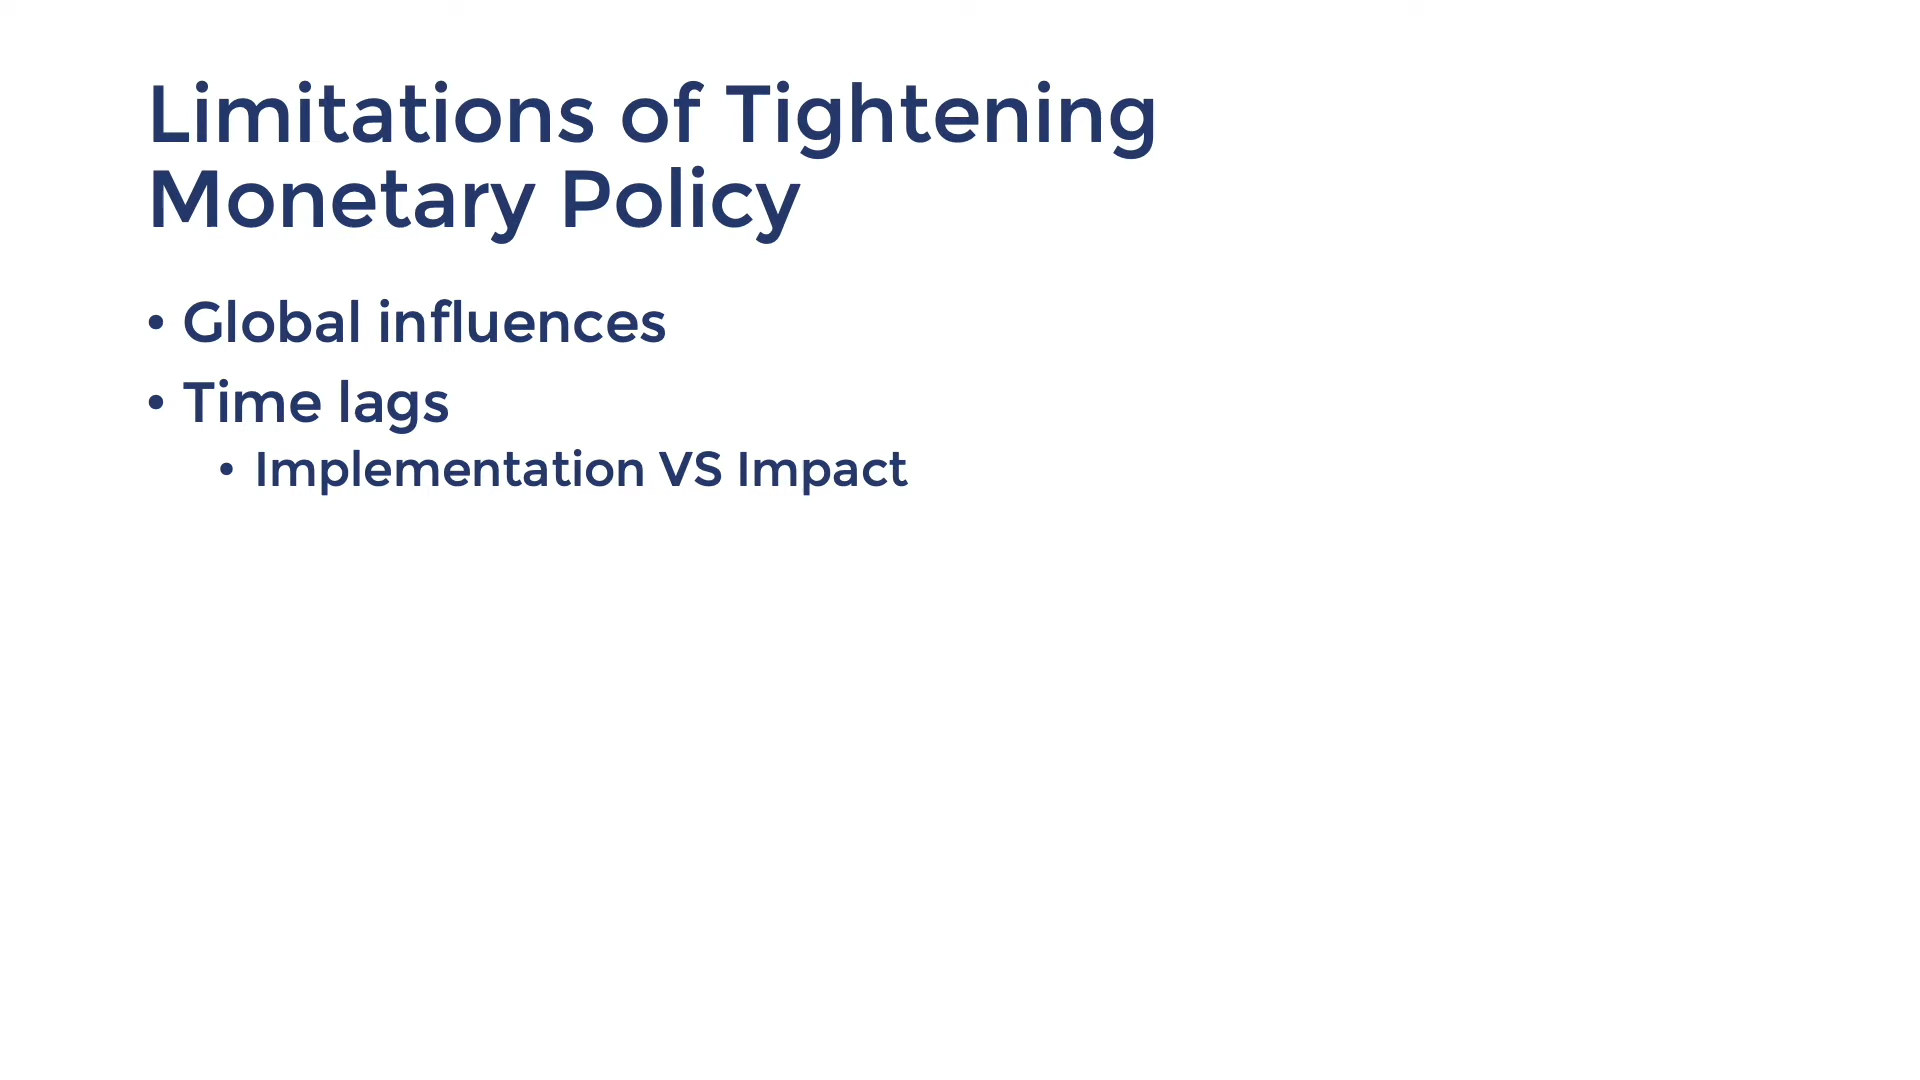 Limitations of Tightening
Monetary Policy
• Global influences
• Time lags
• Implementation VS Impact